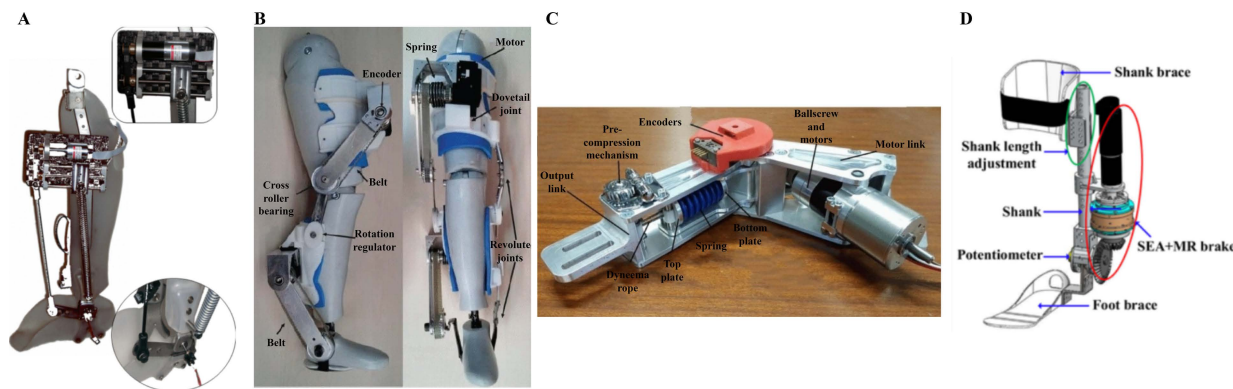 A
B
Encoder
Cross
roller
bearing
Belt
Rotation
regulator
Belt
Spring
Motor
Dovetail
joint
Revolute
joints
C
Pre-
compression
mechanism
Encoders
Ballscrew
and
motors
Motor link
Output
link
Dyneema
rope
Top
plate
Spring
Bottom
plate
D
Shank brace
Shank length
adjustment
Shank
SEA+MR brake
Potentiometer
Foot brace